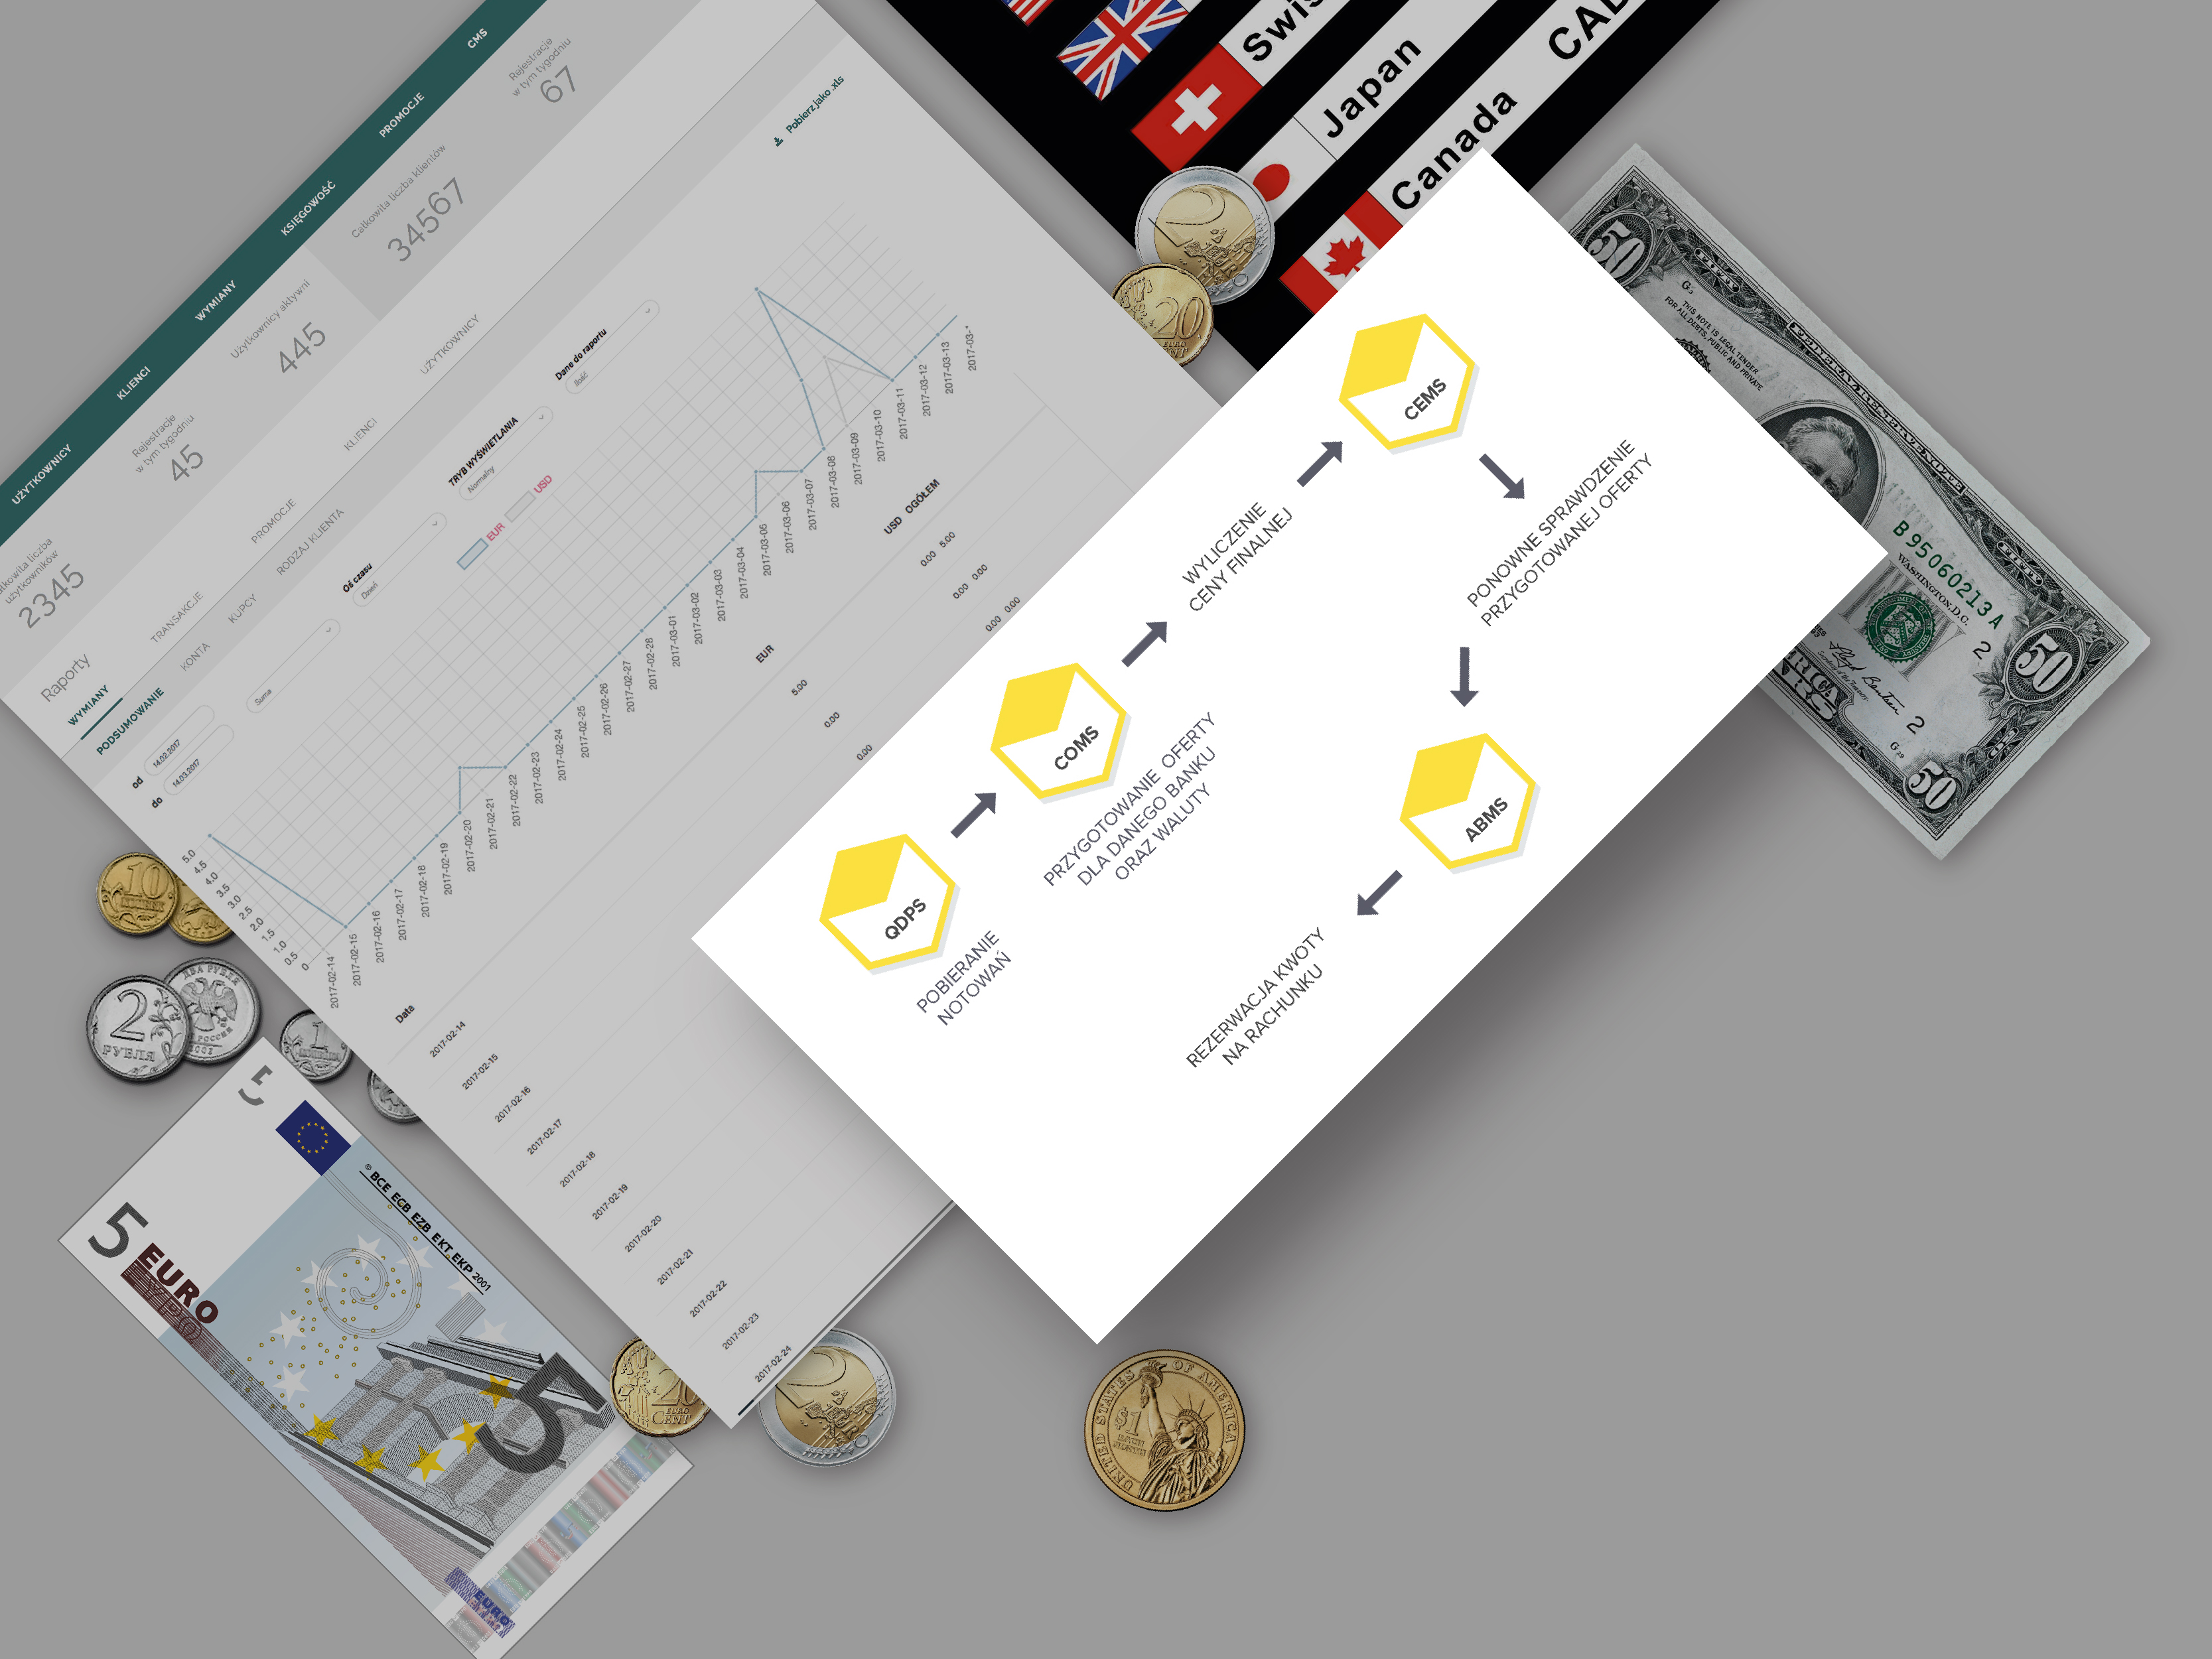 UŻYTKOWNICY
KLIENCI
WYMIANY
KSIĘGOWOŚĆ
PROMOCJE
CMS
użytkowników
2345
Rejestracje
w tym tygodniu
45
Użytkownicy aktywni
445
Całkowita liczba klientów
34567
Rejestracje
w tym tygodniu
67
Raporty
WYMIANY
TRANSAKCJE
PROMOCJE
KLIENCI
UŻYTKOWNICY
PODSUMOWANIE
KONTA
KUPCY
RODZAJ KLIENTA
Pobierz jako .xls
od
14.02.2017
do
14.03.2017
Suma
Oś czasu
Dzień
TRYB WYŚWIETLANIA
Normalny
Dane do raportu
Ilość
EUR
USD
5.0
4.5
4.0
3.5
3.0
2.5
2.0
1.5
1.0
0.5
0
2017-02-14
2017-02-15
2017-02-16
2017-02-17
2017-02-18
2017-02-19
2017-02-20
2017-02-21
2017-02-22
2017-02-23
2017-02-24
2017-02-25
2017-02-26
2017-02-27
2017-02-28
2017-03-01
2017-03-02
2017-03-03
2017-03-04
2017-03-05
2017-03-06
2017-03-07
2017-03-08
2017-03-09
2017-03-10
2017-03-11
2017-03-12
2017-03-13
Data
EUR
USD OGÓŁEM
2017-02-14
5.00
0.00 5.00
2017-02-15
0.00
0.00 0.00
2017-02-16
0.00
0.00 0.00
2017-02-17
2017-02-18
2017-02-19
2017-02-20
2017-02-21
2017-02-22
2017-02-23
2017-02-24
Japan
Canada
QDPS
POBIERANIE
NOTOWAŃ
COMS
PRZYGOTOWANIE OFERTY
DLA DANEGO BANKU
ORAZ WALUTY
WYLICZENIE
CENY FINALNEJ
CEMS
PONOWNE SPRAWDZENIE
PRZYGOTOWANEJ OFERTY
ABMS
REZERWACJA KWOTY
NA RACHUNKU
THIS NOTE IS LEGAL TENDER
FOR ALL DEBTS, PUBLIC AND PRIVATE
B 95060213 A
WASHINGTON, D.C.
2
2
50
50
50
10
2
РУБЛЯ
ДВА РУБЛЯ
1
5
5
EURO
© BCE ECB EZB EKT EKP 2001
5
2
20
EURO
CENT
2
UNITED STATES OF AMERICA
$1